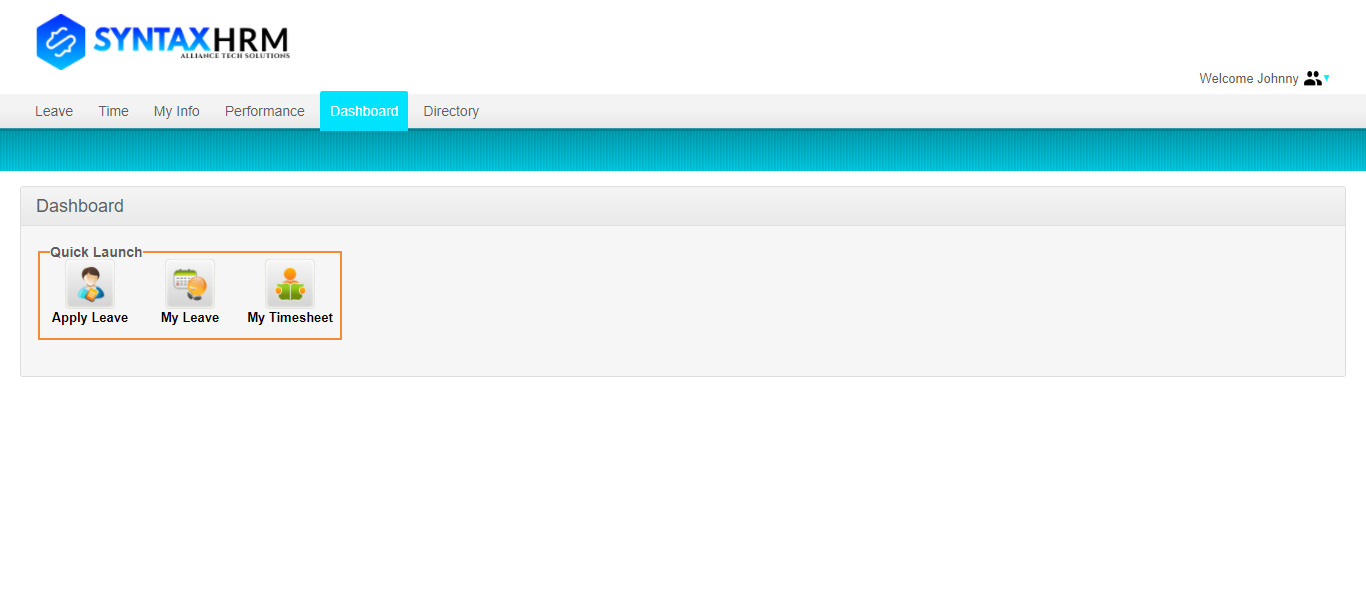 SYNTAXHRM
ALLIANCE TECH SOLUTIONS
Welcome Johnny
Leave Time My Info Performance Dashboard Directory
Dashboard
Quick Launch
Apply Leave My Leave My Timesheet